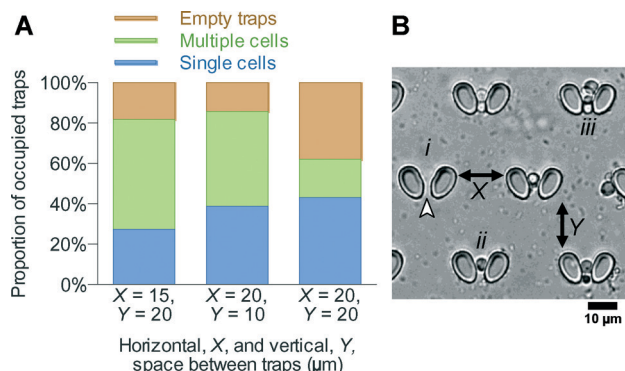 A
Empty traps
Multiple cells
Single cells
Proportion of occupied traps
100%
80%
60%
40%
20%
0%
X = 15,
Y = 20
X = 20,
Y = 10
X = 20,
Y = 20
Horizontal, X, and vertical, Y,
space between traps (µm)
B
i
ii
iii
X
Y
10 µm